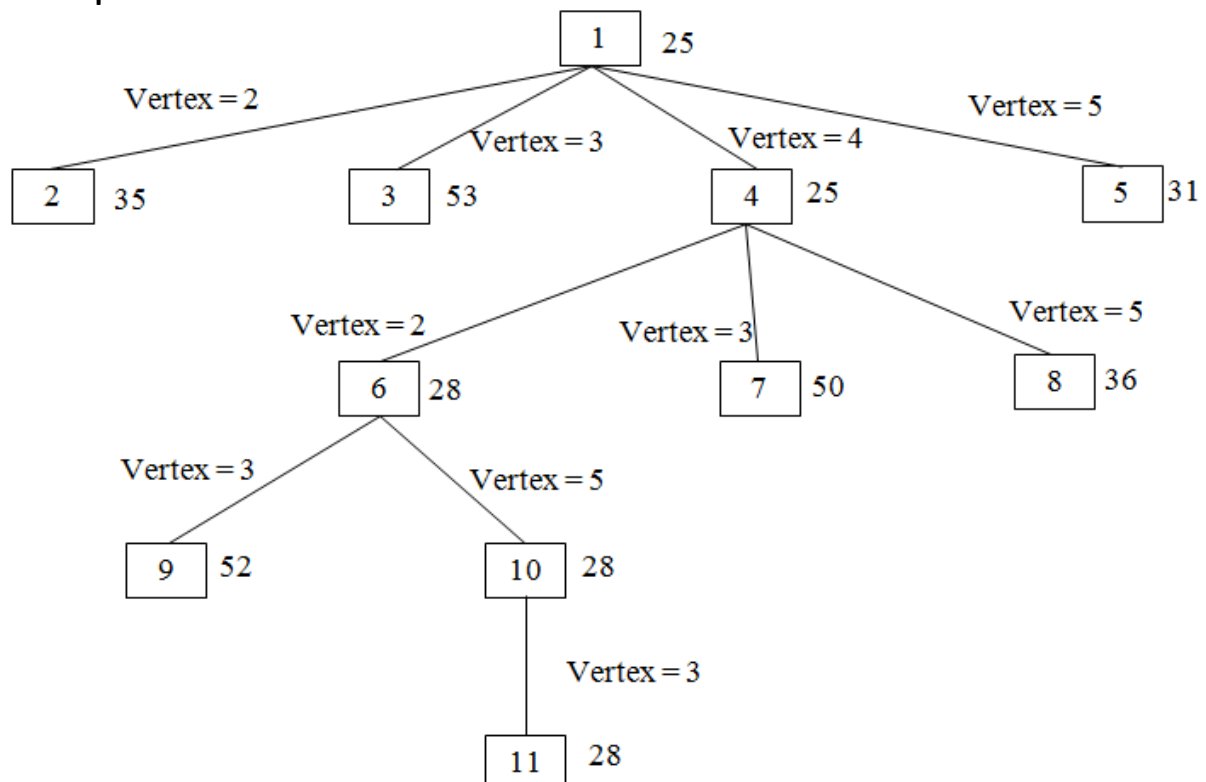 1 25
Vertex = 2
Vertex = 3
Vertex = 4
Vertex = 5
2 35
3 53
4 25
5 31
Vertex = 2
Vertex = 3
Vertex = 5
6 28
7 50
8 36
Vertex = 3
Vertex = 5
9 52
10 28
Vertex = 3
11 28